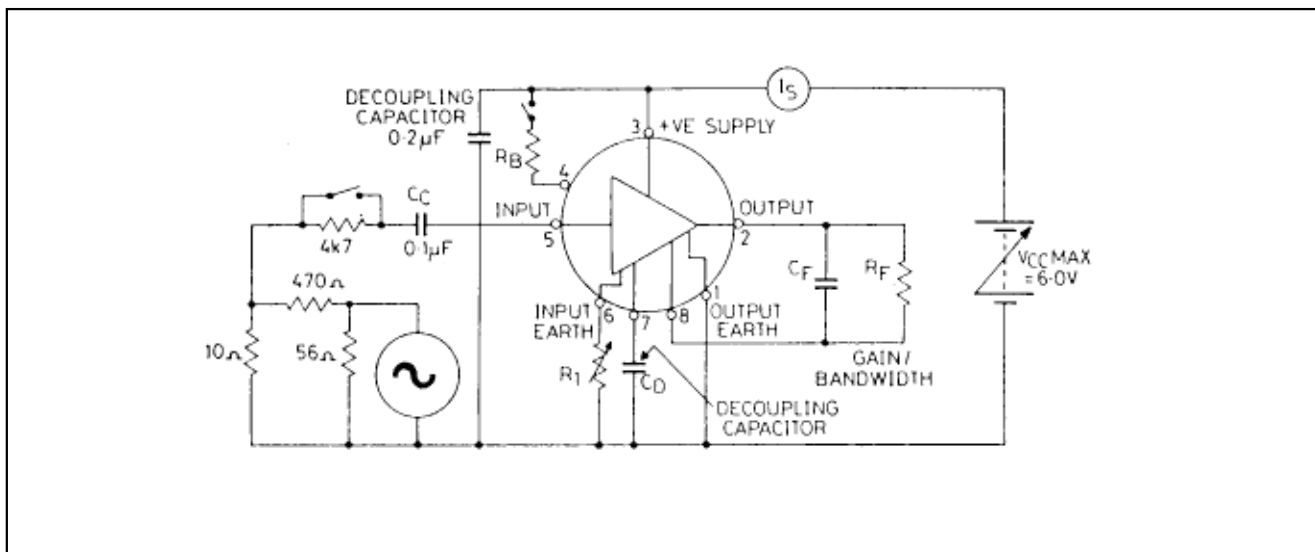 IS
DECOUPLING
CAPACITOR
0·2µF
3 +VE SUPPLY
RB
4
CC
INPUT
5
OUTPUT
2
4k7
0·1µF
470Ω
CF
RF
VCC MAX
= 6·0V
10Ω
56Ω
INPUT
EARTH
6
7
8
1
OUTPUT
EARTH
R1
CD
GAIN/
BANDWIDTH
DECOUPLING
CAPACITOR